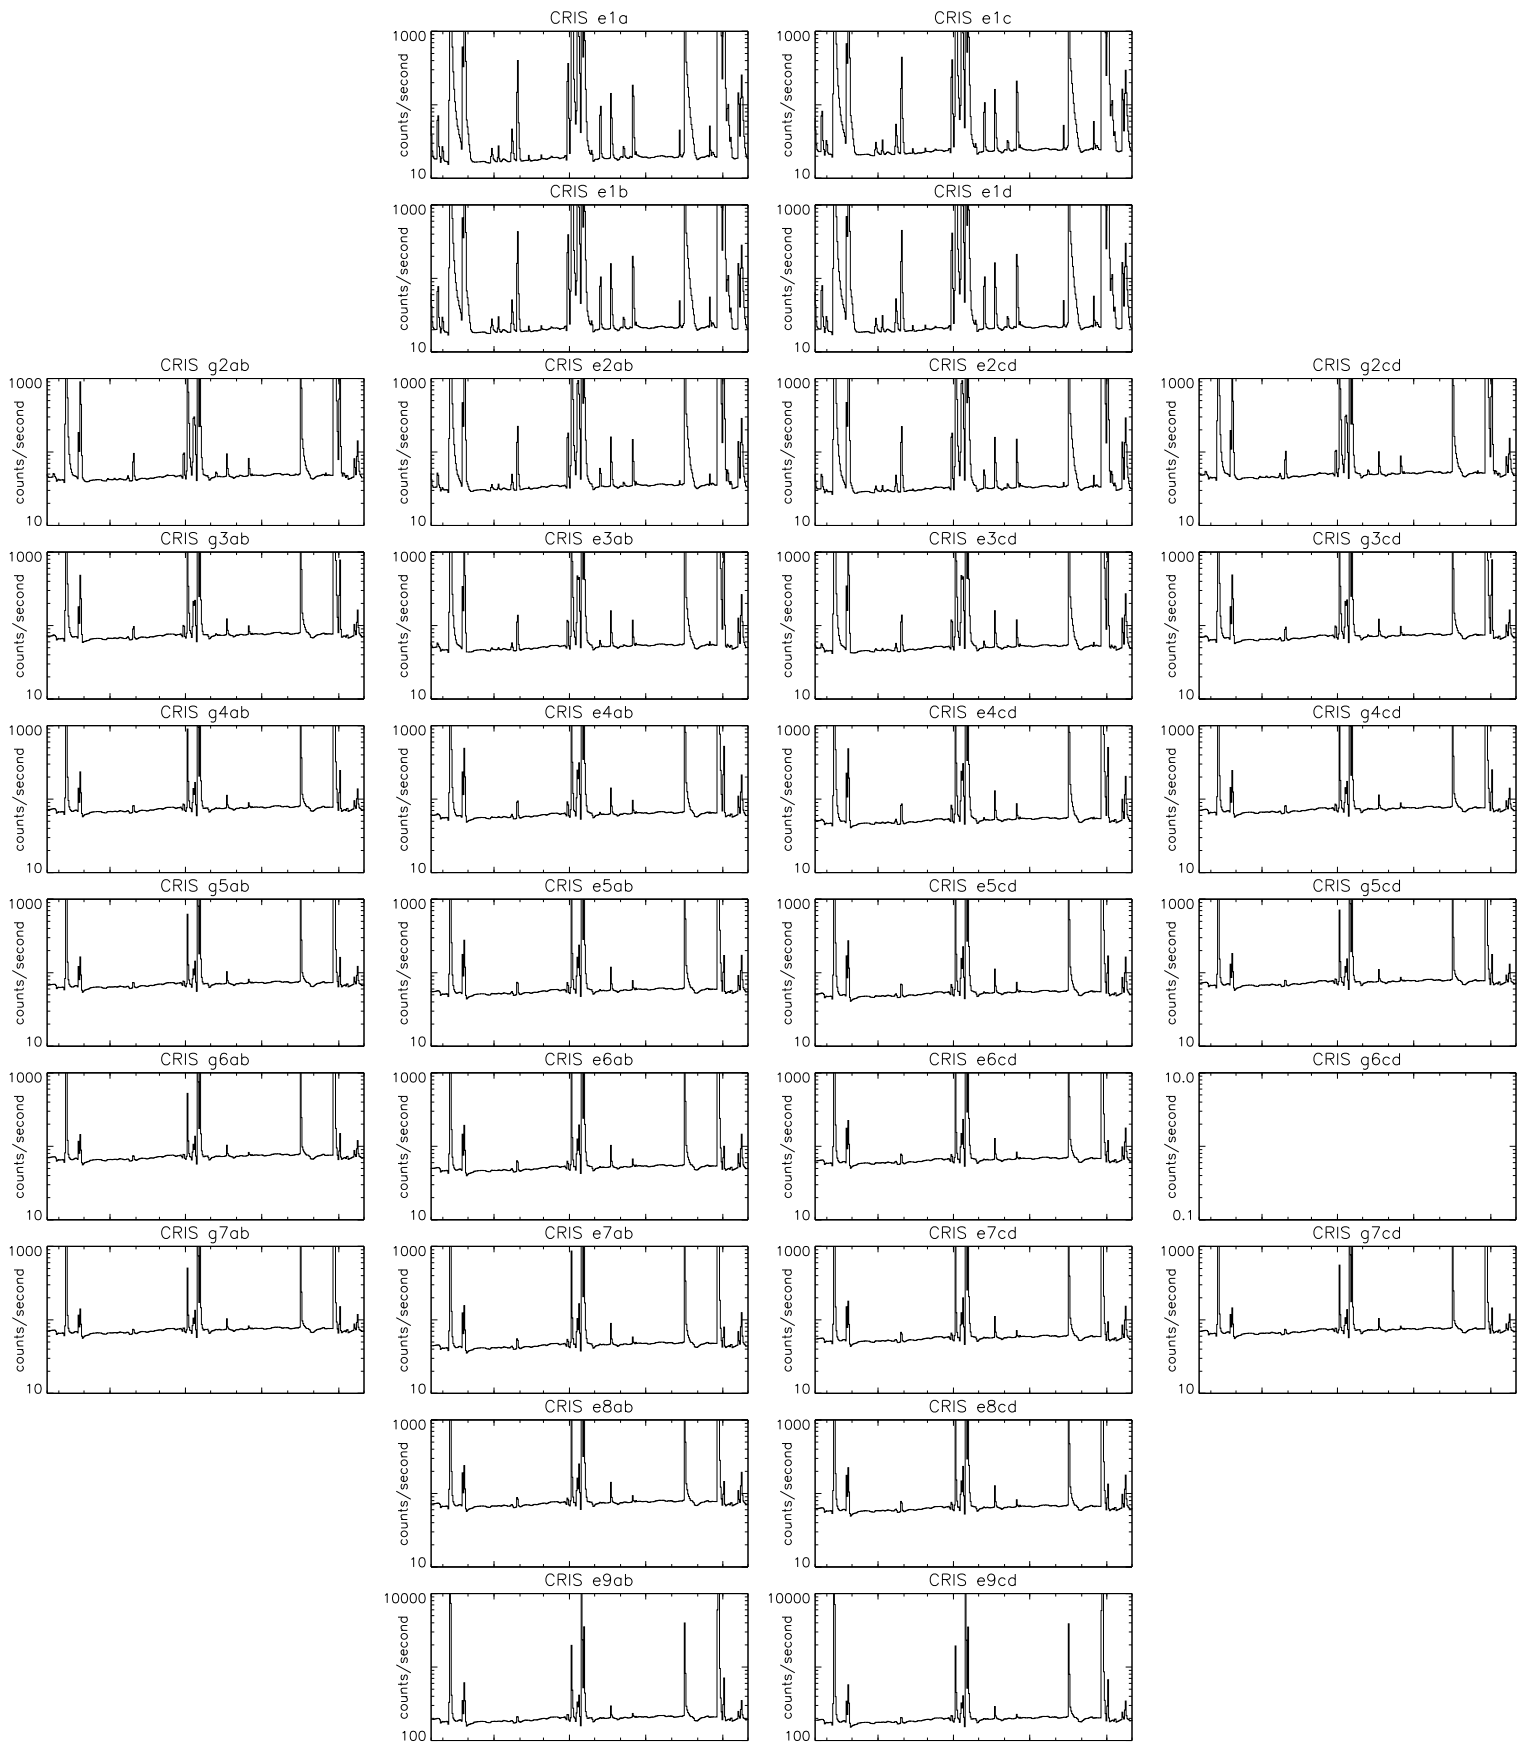 CRIS e1a
1000
counts/second
10
CRIS e1c
1000
counts/second
10
CRIS e1b
1000
counts/second
10
CRIS e1d
1000
counts/second
10
CRIS g2ab
1000
counts/second
10
CRIS e2ab
1000
counts/second
10
CRIS e2cd
1000
counts/second
10
CRIS g2cd
1000
counts/second
10
CRIS g3ab
1000
counts/second
10
CRIS e3ab
1000
counts/second
10
CRIS e3cd
1000
counts/second
10
CRIS g3cd
1000
counts/second
10
CRIS g4ab
1000
counts/second
10
CRIS e4ab
1000
counts/second
10
CRIS e4cd
1000
counts/second
10
CRIS g4cd
1000
counts/second
10
CRIS g5ab
1000
counts/second
10
CRIS e5ab
1000
counts/second
10
CRIS e5cd
1000
counts/second
10
CRIS g5cd
1000
counts/second
10
CRIS g6ab
1000
counts/second
10
CRIS e6ab
1000
counts/second
10
CRIS e6cd
1000
counts/second
10
CRIS g6cd
10.0
counts/second
0.1
CRIS g7ab
1000
counts/second
10
CRIS e7ab
1000
counts/second
10
CRIS e7cd
1000
counts/second
10
CRIS g7cd
1000
counts/second
10
CRIS e8ab
1000
counts/second
10
CRIS e8cd
1000
counts/second
10
CRIS e9ab
10000
counts/second
100
CRIS e9cd
10000
counts/second
100